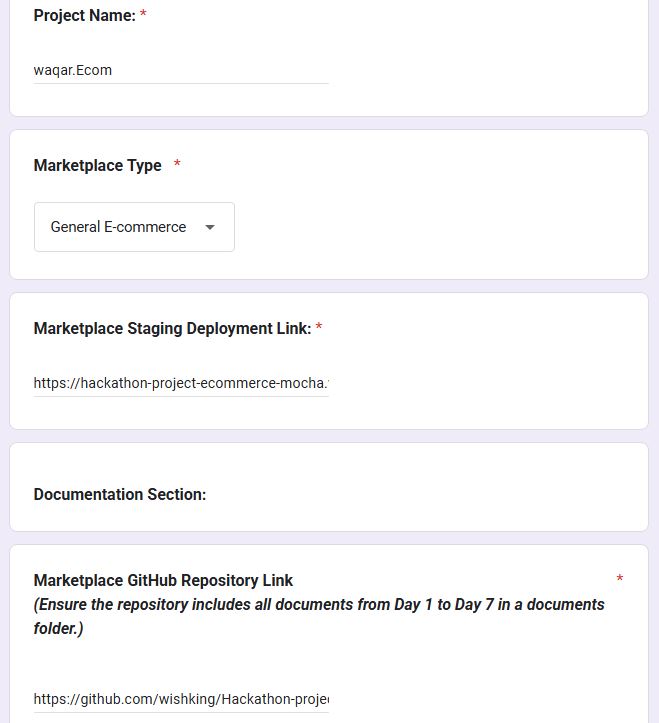 Project Name: *
waqar.Ecom
Marketplace Type *
General E-commerce
Marketplace Staging Deployment Link: *
https://hackathon-project-ecommerce-mocha.
Documentation Section:
Marketplace GitHub Repository Link *
(Ensure the repository includes all documents from Day 1 to Day 7 in a documents
folder.)
https://github.com/wishking/Hackathon-proje